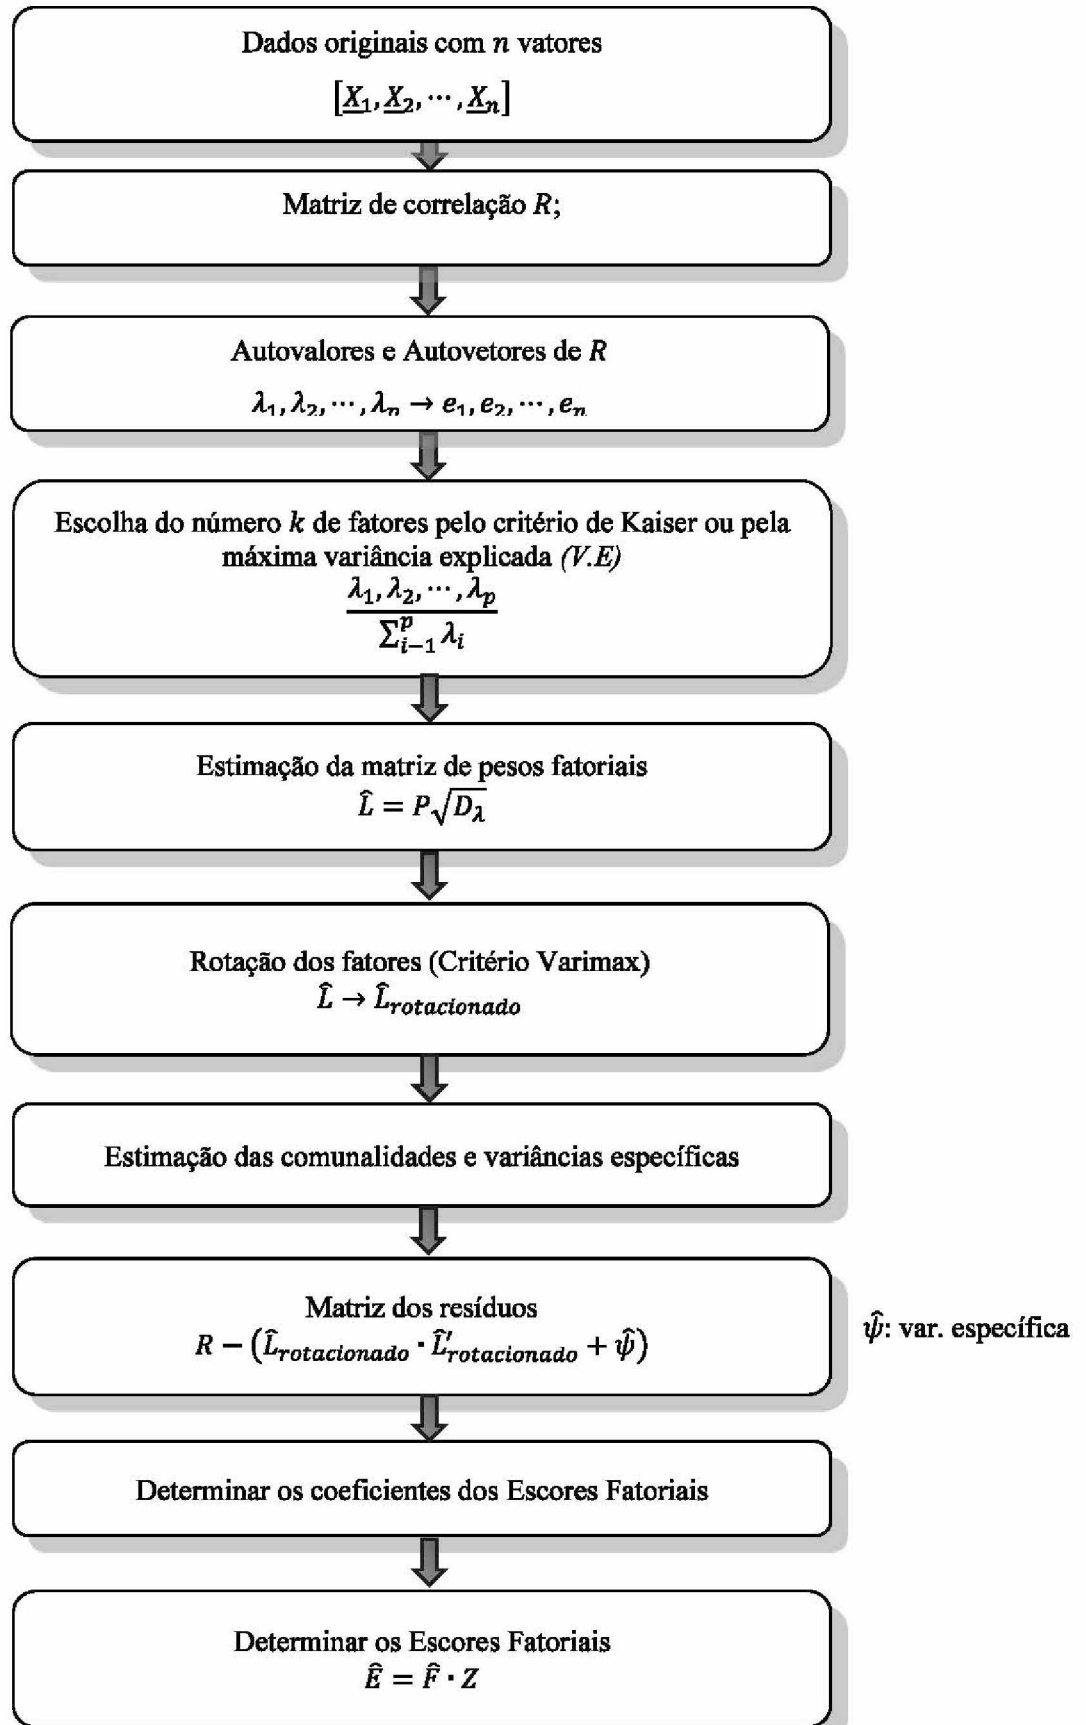 Dados originais com n vatores
[X₁, X₂, ⋯, Xₙ]
Matriz de correlação R;
Autovalores e Autovetores de R
λ₁, λ₂, ⋯, λₙ → e₁, e₂, ⋯, eₙ
Escolha do número k de fatores pelo critério de Kaiser ou pela
máxima variância explicada (V.E)
λ₁, λ₂, ⋯, λₚ
∑ᵖᵢ₋₁ λᵢ
Estimação da matriz de pesos fatoriais
L̂ = P√D_λ
Rotação dos fatores (Critério Varimax)
L̂ → L̂_rotacionado
Estimação das comunalidades e variâncias específicas
Matriz dos resíduos
R − (L̂_rotacionado · L̂′_rotacionado + ψ̂)
ψ̂: var. específica
Determinar os coeficientes dos Escores Fatoriais
Determinar os Escores Fatoriais
Ê = F̂ · Z